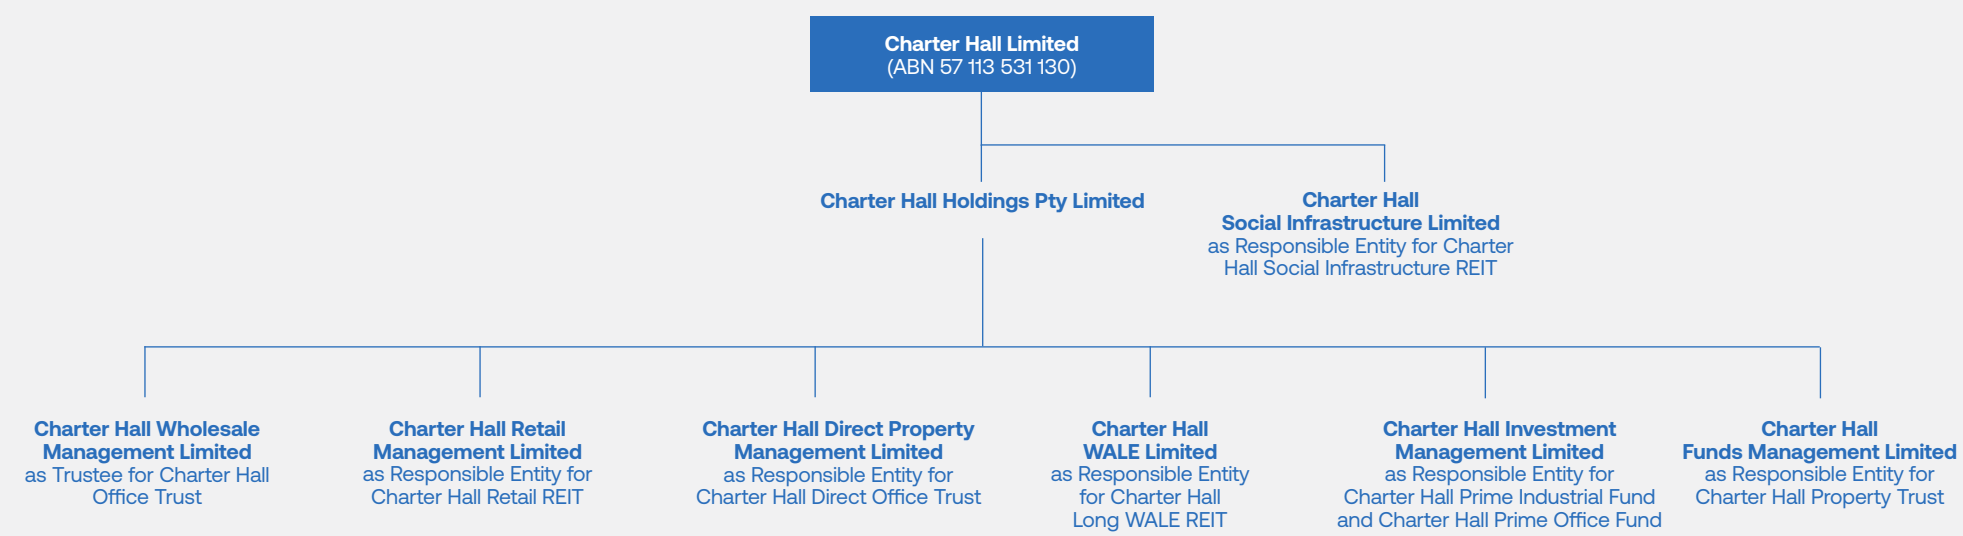 Charter Hall Limited
(ABN 57 113 531 130)
Charter Hall Holdings Pty Limited
Charter Hall
Social Infrastructure Limited
as Responsible Entity for Charter
Hall Social Infrastructure REIT
Charter Hall Wholesale
Management Limited
as Trustee for Charter Hall
Office Trust
Charter Hall Retail
Management Limited
as Responsible Entity for
Charter Hall Retail REIT
Charter Hall Direct Property
Management Limited
as Responsible Entity for
Charter Hall Direct Office Trust
Charter Hall
WALE Limited
as Responsible Entity
for Charter Hall
Long WALE REIT
Charter Hall Investment
Management Limited
as Responsible Entity for
Charter Hall Prime Industrial Fund
and Charter Hall Prime Office Fund
Charter Hall
Funds Management Limited
as Responsible Entity for
Charter Hall Property Trust